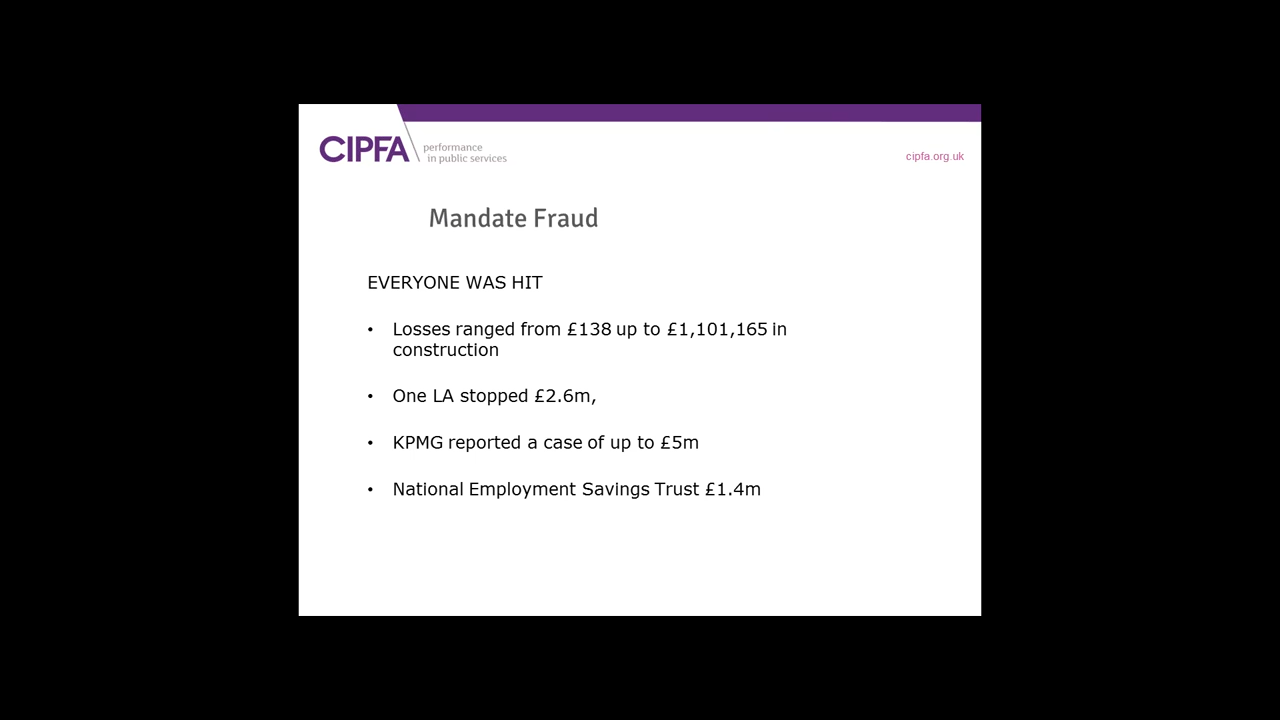 CIPFA
performance
in public services
cipfa.org.uk
Mandate Fraud
EVERYONE WAS HIT
• Losses ranged from £138 up to £1,101,165 in
construction
• One LA stopped £2.6m,
• KPMG reported a case of up to £5m
• National Employment Savings Trust £1.4m